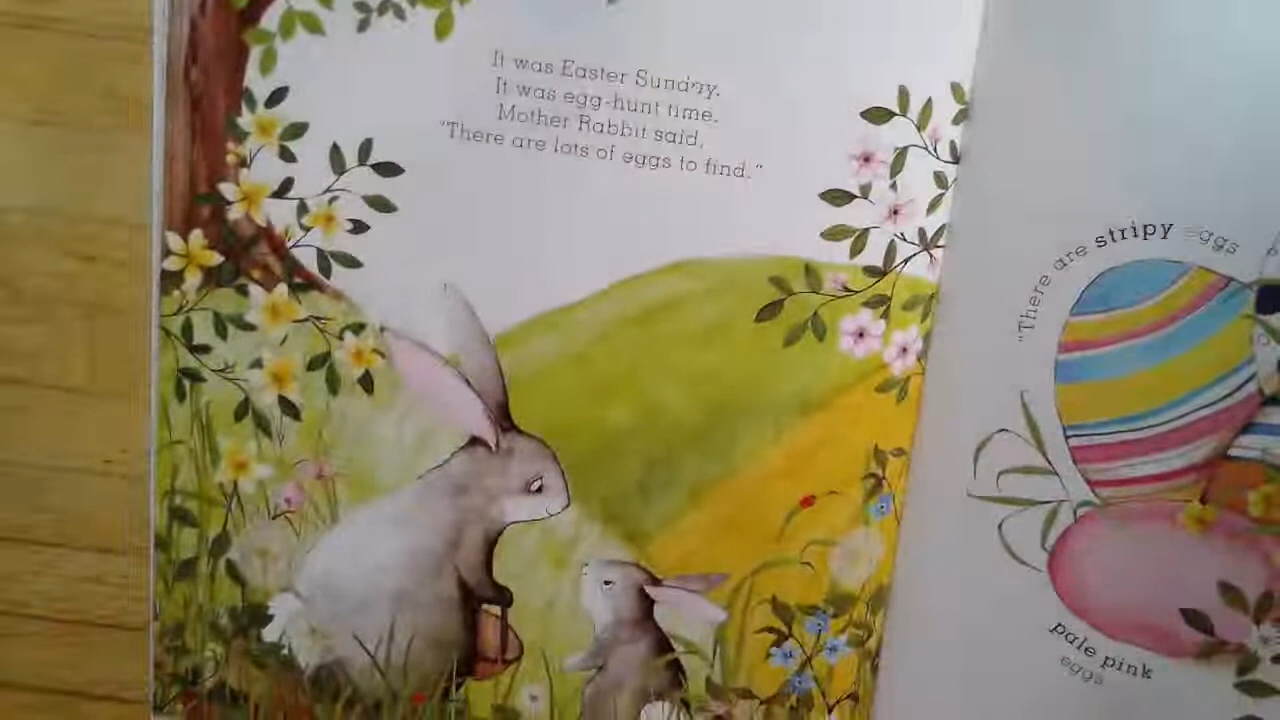 It was Easter Sunday.
It was egg-hunt time.
Mother Rabbit said,
"There are lots of eggs to find."
"There are stripy eggs
pale pink
eggs